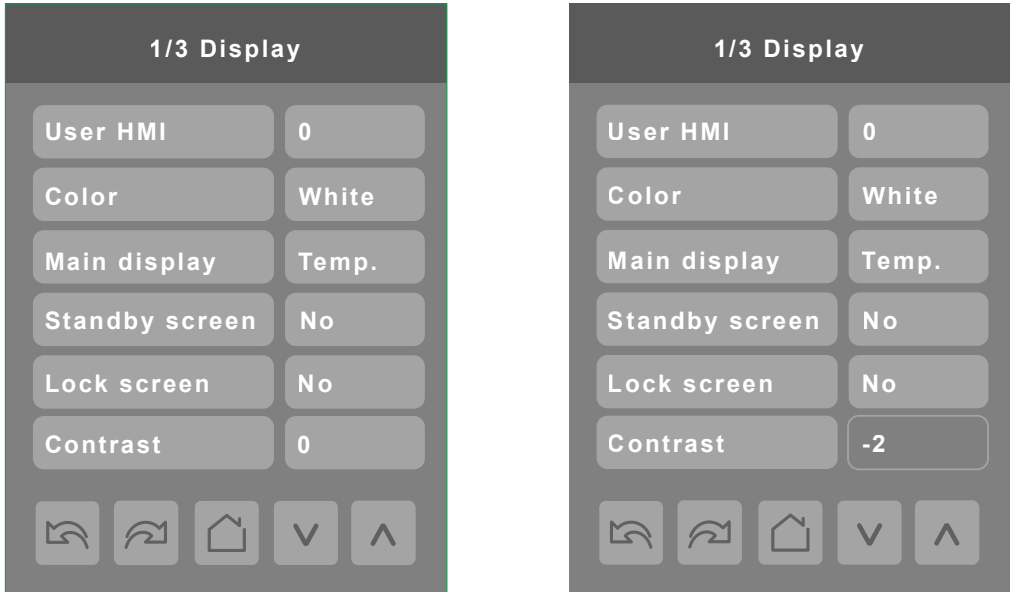 1/3 Display
User HMI 0
Color White
Main display Temp.
Standby screen No
Lock screen No
Contrast 0
1/3 Display
User HMI 0
Color White
Main display Temp.
Standby screen No
Lock screen No
Contrast -2